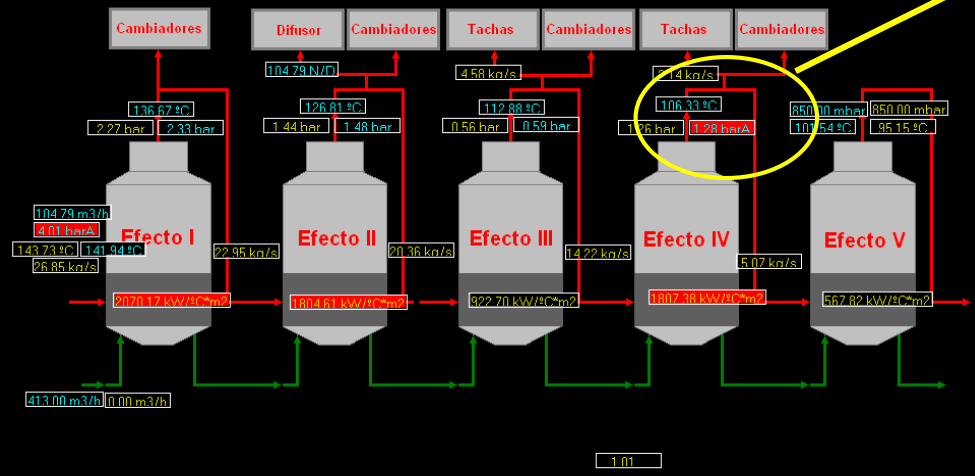 Cambiadores
Difusor
Cambiadores
Tachas
Cambiadores
Tachas
Cambiadores
104.79 N/D
4.58 kg/s
.14 kg/s
136.67 ºC
126.81 ºC
112.88 ºC
106.33 ºC
850.00 mbar
850.00 mbar
2.27 bar
2.33 bar
1.44 bar
1.48 bar
0.56 bar
0.59 bar
1.26 bar
1.28 barA
101.54 ºC
95.15 ºC
104.79 m3/h
4.01 barA
143.73 ºC
141.94 ºC
26.85 kg/s
Efecto I
Efecto II
Efecto III
Efecto IV
Efecto V
22.95 kg/s
20.36 kg/s
14.22 kg/s
5.07 kg/s
2070.17 kW/ºC*m2
1804.61 kW/ºC*m2
922.70 kW/ºC*m2
1807.38 kW/ºC*m2
567.82 kW/ºC*m2
413.00 m3/h
0.00 m3/h
1.01